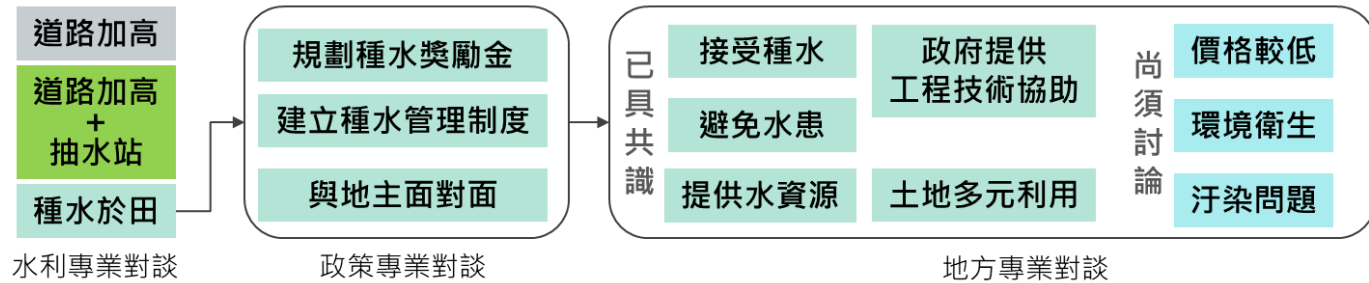 道路加高
道路加高
+
抽水站
種水於田
水利專業對談
規劃種水獎勵金
建立種水管理制度
與地主面對面
政策專業對談
已具共識
接受種水
避免水患
提供水資源
政府提供
工程技術協助
土地多元利用
尚須討論
價格較低
環境衛生
汙染問題
地方專業對談